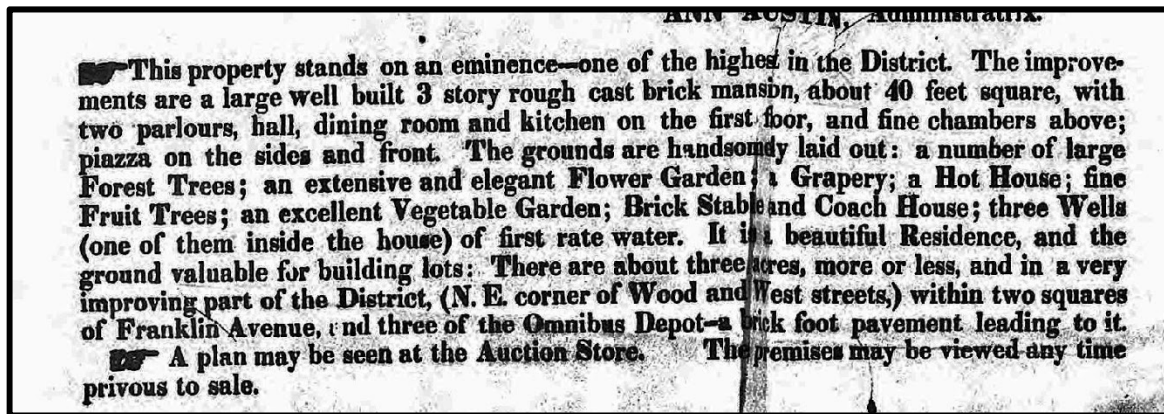 ANN AUSTIN, Administratrix.
This property stands on an eminence—one of the highest in the District. The improve-
ments are a large well built 3 story rough cast brick mansion, about 40 feet square, with
two parlours, hall, dining room and kitchen on the first floor, and fine chambers above;
piazza on the sides and front. The grounds are handsomely laid out: a number of large
Forest Trees; an extensive and elegant Flower Garden; a Grapery; a Hot House; fine
Fruit Trees; an excellent Vegetable Garden; Brick Stable and Coach House; three Wells
(one of them inside the house) of first rate water. It is a beautiful Residence, and the
ground valuable for building lots: There are about three acres, more or less, and in a very
improving part of the District, (N. E. corner of Wood and West streets,) within two squares
of Franklin Avenue, and three of the Omnibus Depot—a brick foot pavement leading to it.
A plan may be seen at the Auction Store. The premises may be viewed any time
privous to sale.